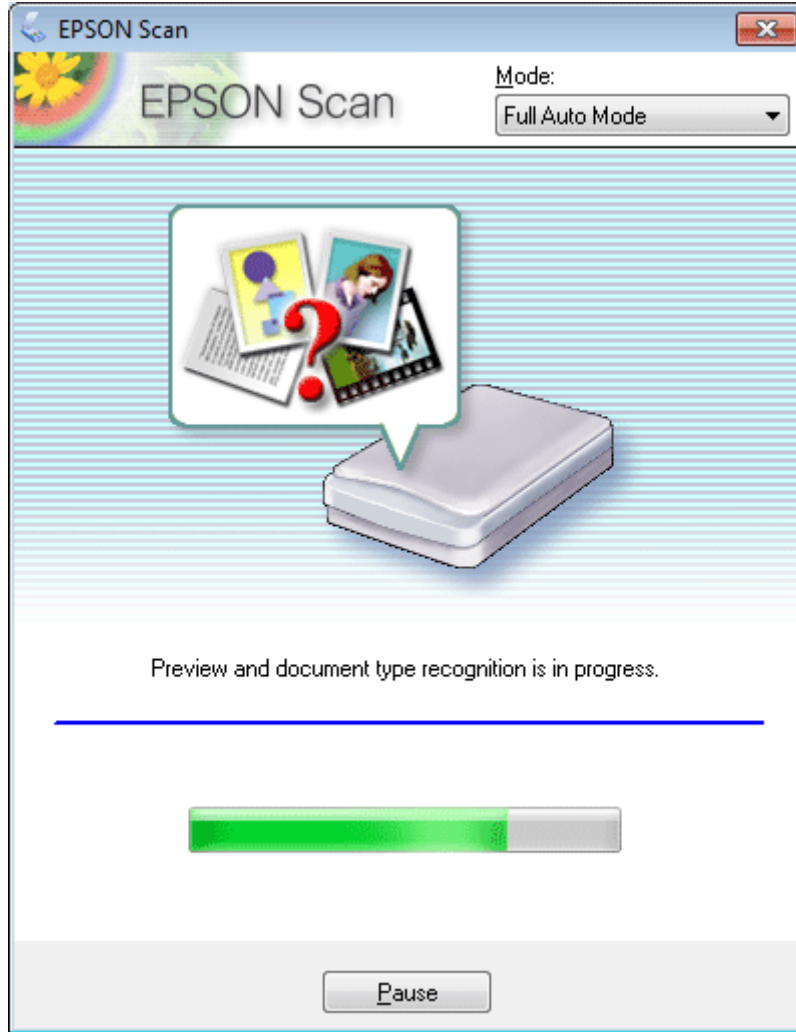 EPSON Scan
EPSON Scan
Mode:
Full Auto Mode
Preview and document type recognition is in progress.
Pause